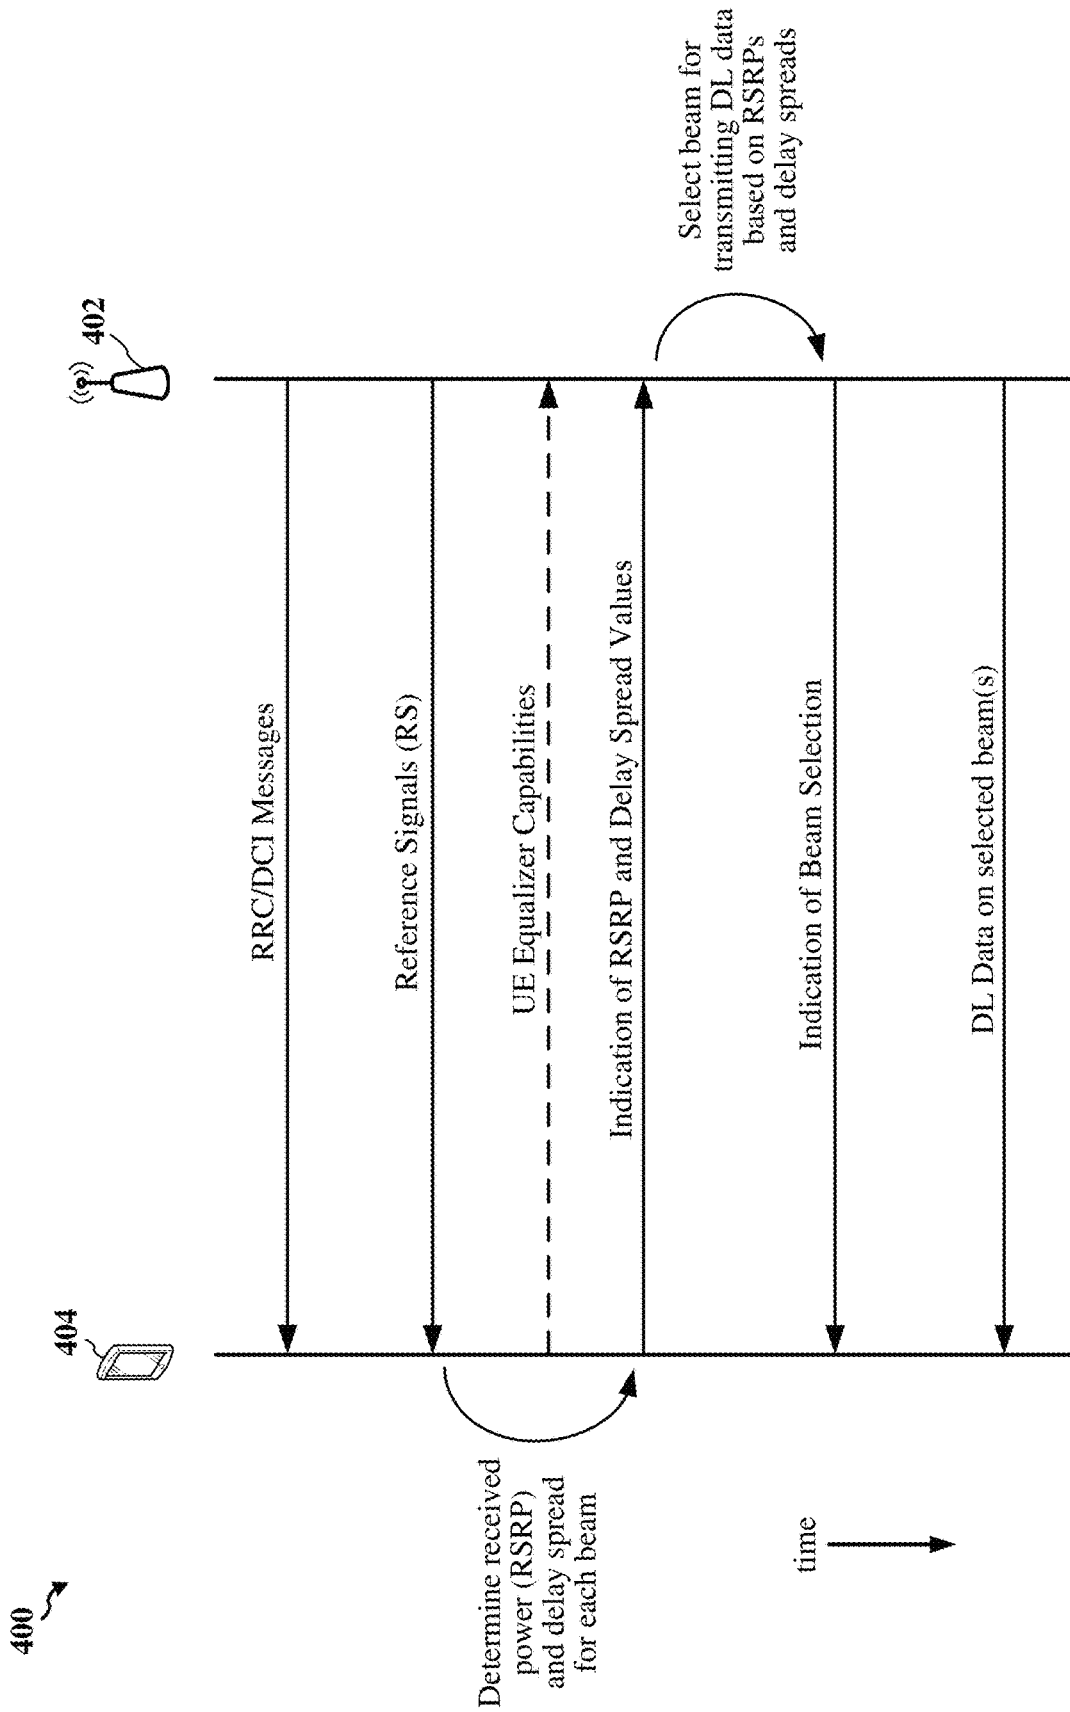 400
404
402
RRC/DCI Messages
Reference Signals (RS)
Determine received
power (RSRP)
and delay spread
for each beam
UE Equalizer Capabilities
Indication of RSRP and Delay Spread Values
Select beam for
transmitting DL data
based on RSRPs
and delay spreads
Indication of Beam Selection
DL Data on selected beam(s)
time